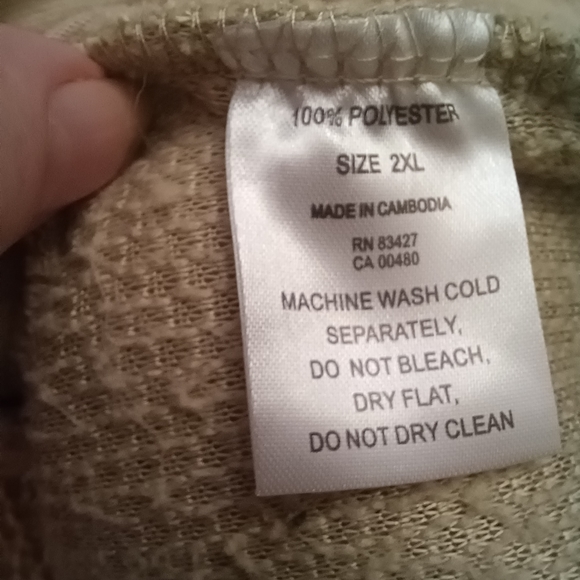 100% POLYESTER
SIZE 2XL
MADE IN CAMBODIA
RN 83427
CA 00480
MACHINE WASH COLD
SEPARATELY,
DO NOT BLEACH,
DRY FLAT,
DO NOT DRY CLEAN